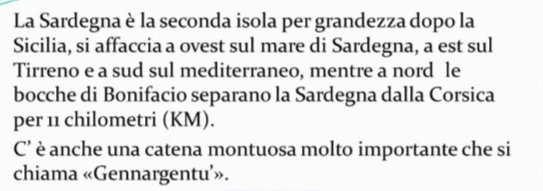 La Sardegna è la seconda isola per grandezza dopo la
Sicilia, si affaccia a ovest sul mare di Sardegna, a est sul
Tirreno e a sud sul mediterraneo, mentre a nord  le
bocche di Bonifacio separano la Sardegna dalla Corsica
per 11 chilometri (KM).
C' è anche una catena montuosa molto importante che si
chiama «Gennargentu'».